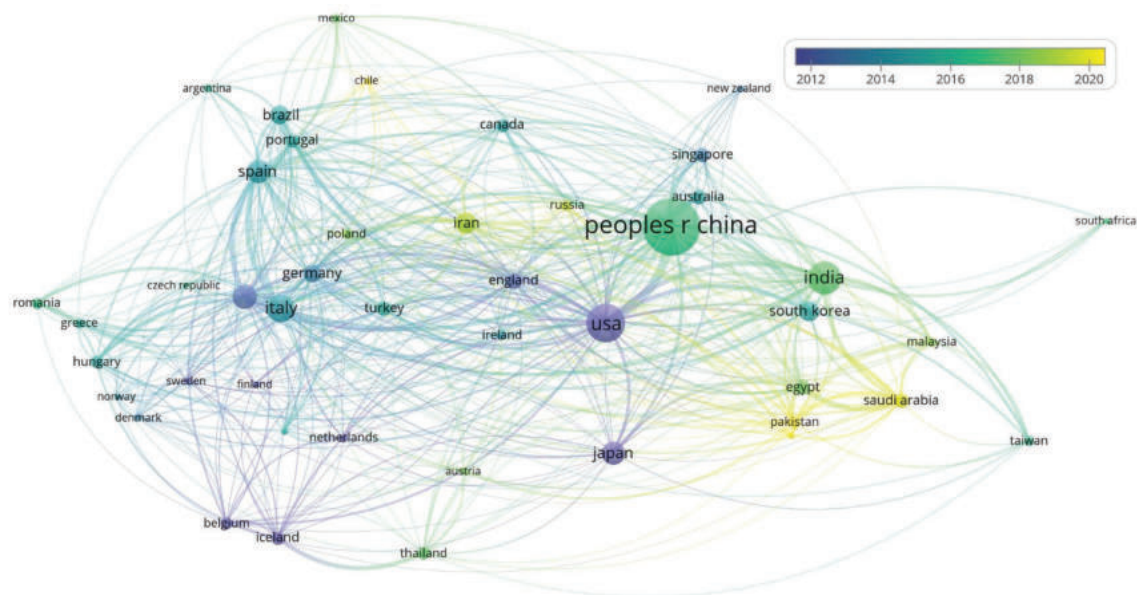 mexico
2012 2014 2016 2018 2020
chile
argentina
new zealand
brazil
canada
portugal
singapore
spain
australia
russia
south africa
iran
peoples r china
poland
germany
england
india
czech republic
romania
italy
turkey
usa
south korea
greece
ireland
malaysia
hungary
sweden
finland
egypt
norway
saudi arabia
denmark
pakistan
netherlands
taiwan
japan
austria
belgium
iceland
thailand